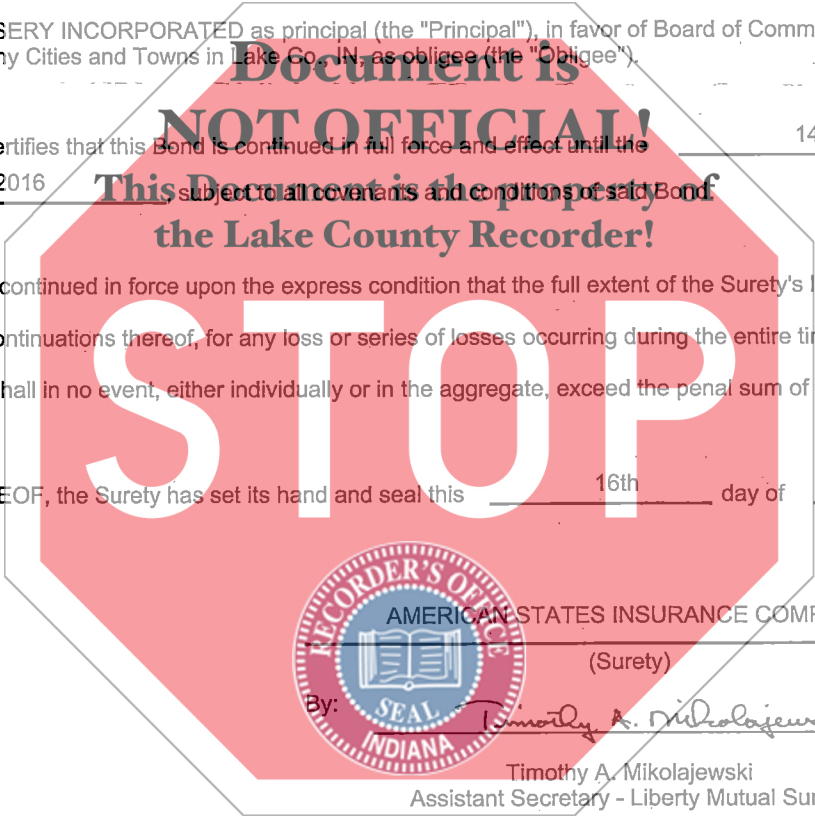 SERY INCORPORATED as principal (the "Principal"), in favor of Board of Comm
ny Cities and Towns in Lake Co., IN, as obligee (the "Obligee").
Document is
NOT OFFICIAL!
ertifies that this Bond is continued in full force and effect until the 14
2016, subject to all covenants and conditions of said Bond.
This Document is the property of
the Lake County Recorder!
continued in force upon the express condition that the full extent of the Surety's l
ontinuations thereof, for any loss or series of losses occurring during the entire tim
hall in no event, either individually or in the aggregate, exceed the penal sum of
STOP
EOF, the Surety has set its hand and seal this 16th day of
RECORDER'S OFFICE
SEAL
INDIANA
AMERICAN STATES INSURANCE COMP
(Surety)
By: Timothy A. Mikolajews
Timothy A. Mikolajewski
Assistant Secretary - Liberty Mutual Sur